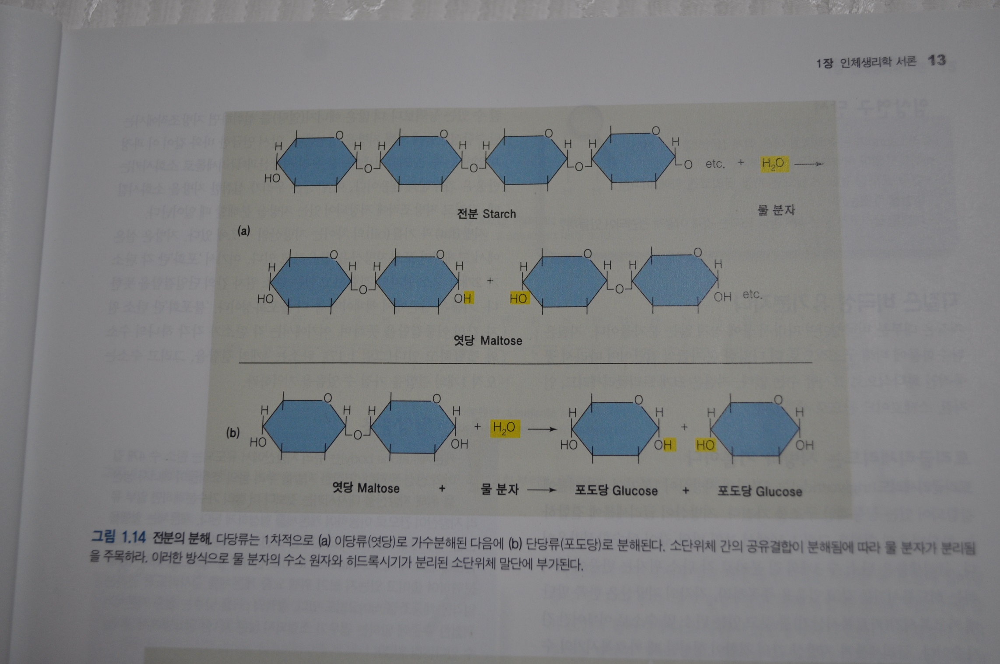 1장 인체생리학 서론 13
H O H H O H H O H H O H
HO O O O O etc. + H₂O
전분 Starch 물 분자
(a)
H O H H O H H O H H O H
HO O OH + HO O OH etc.
엿당 Maltose
H O H H O H H O H H O H
(b) HO O OH + H₂O HO OH + HO OH
엿당 Maltose + 물 분자 → 포도당 Glucose + 포도당 Glucose
그림 1.14 전분의 분해. 다당류는 1차적으로 (a) 이당류(엿당)로 가수분해된 다음에 (b) 단당류(포도당)로 분해된다. 소단위체 간의 공유결합이 분해됨에 따라 물 분자가 분리됨
을 주목하라. 이러한 방식으로 물 분자의 수소 원자와 히드록시기가 분리된 소단위체 말단에 부가된다.